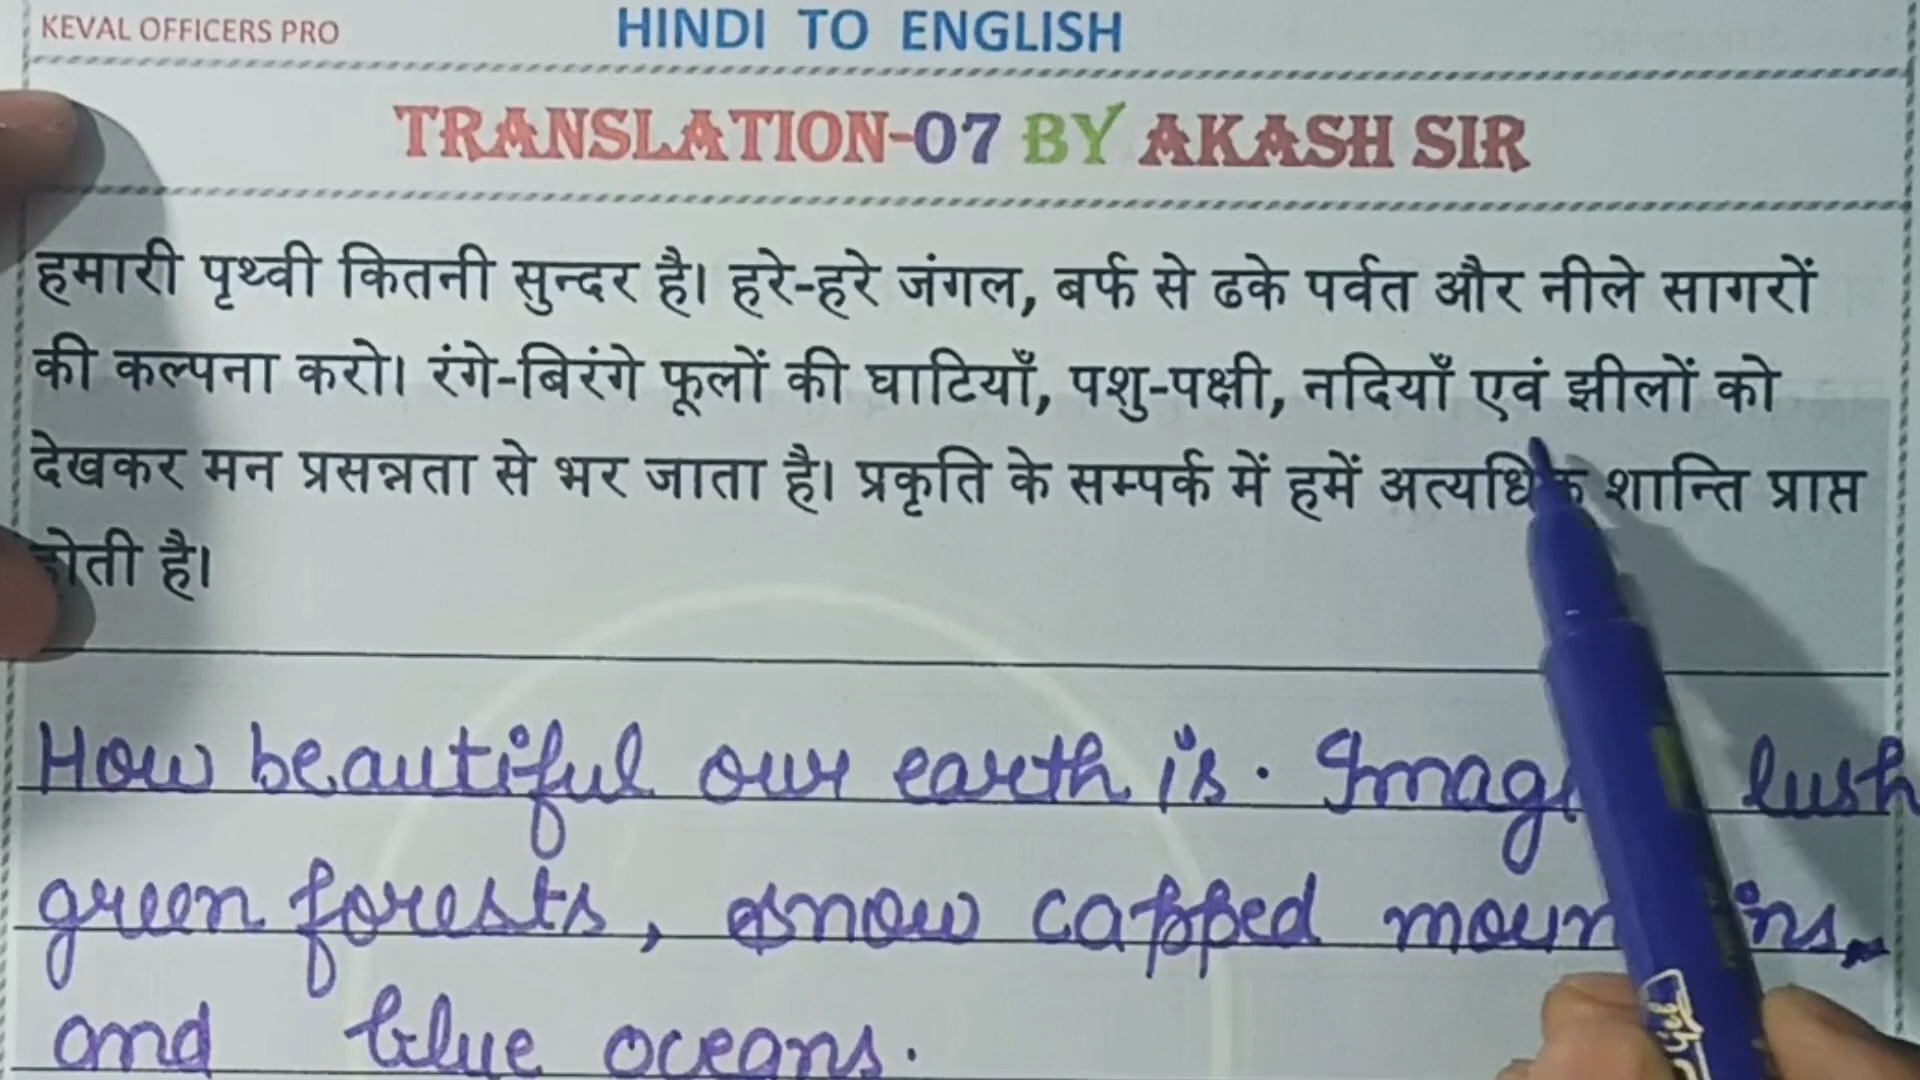 KEVAL OFFICERS PRO
HINDI TO ENGLISH
TRANSLATION-07 BY AKASH SIR
हमारी पृथ्वी कितनी सुन्दर है। हरे-हरे जंगल, बर्फ से ढके पर्वत और नीले सागरों
की कल्पना करो। रंगे-बिरंगे फूलों की घाटियाँ, पशु-पक्षी, नदियाँ एवं झीलों को
देखकर मन प्रसन्नता से भर जाता है। प्रकृति के सम्पर्क में हमें अत्यधिक शान्ति प्राप्त
होती है।
How beautiful our earth is. lush
green forests, snow capped
and blue oceans.